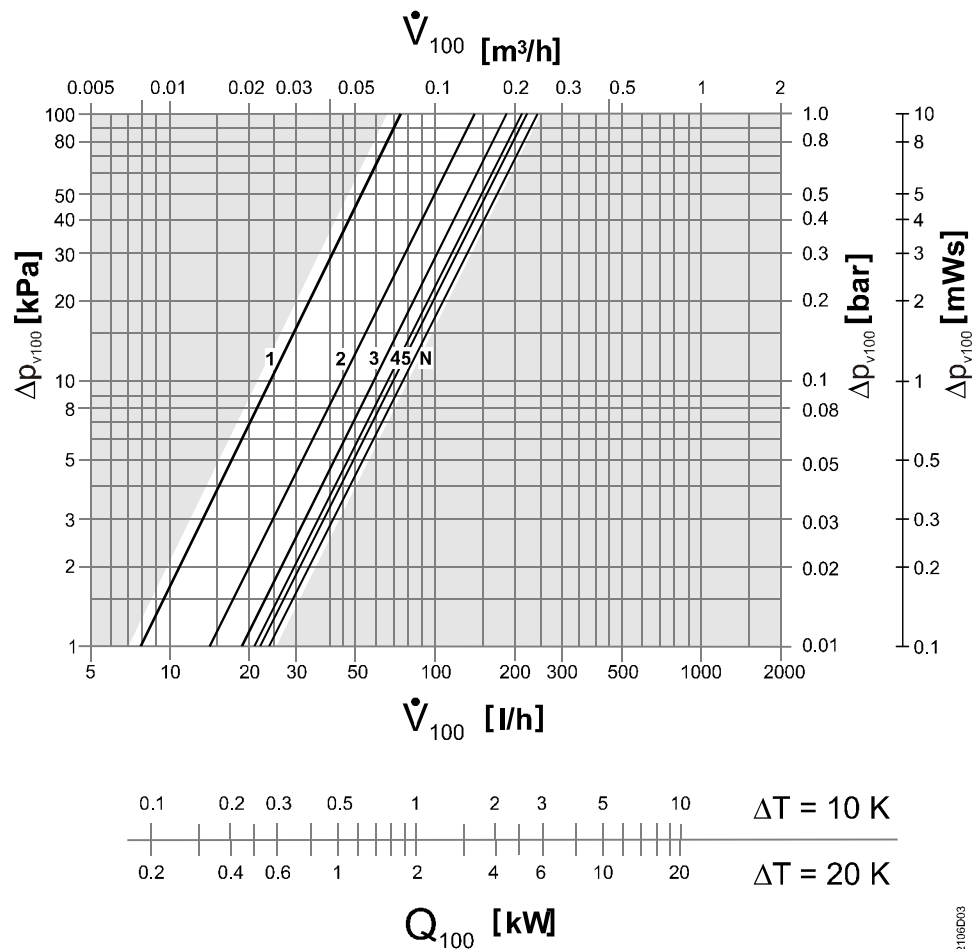 V̇100 [m³/h]
0.005 0.01 0.02 0.03 0.05 0.1 0.2 0.3 0.5 1 2
100 1.0 10
80 0.8 8
50 0.5 5
40 0.4 4
30 0.3 3
20 0.2 2
1 2 3 45 N
10 0.1 1
8 0.08
5 0.05 0.5
3 0.03 0.3
2 0.02 0.2
1 0.01 0.1
Δpv100 [kPa]
Δpv100 [bar]
Δpv100 [mWs]
5 10 20 30 50 100 200 300 500 1000 2000
V̇100 [l/h]
0.1 0.2 0.3 0.5 1 2 3 5 10 ΔT = 10 K
0.2 0.4 0.6 1 2 4 6 10 20 ΔT = 20 K
Q100 [kW]
2106D03